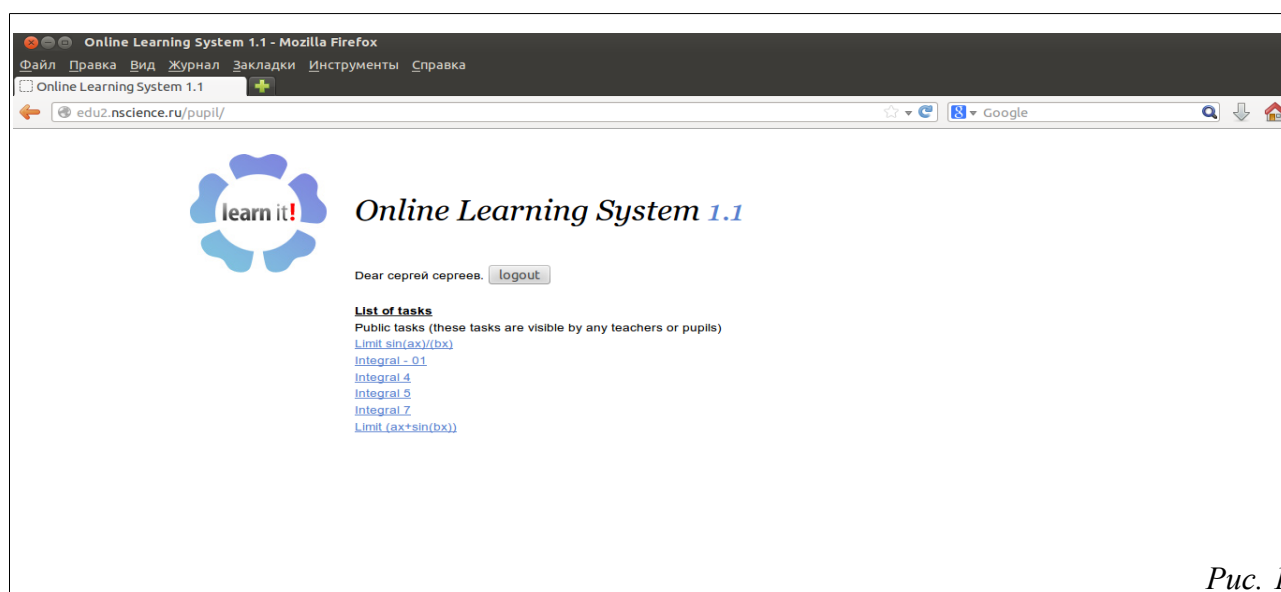 Online Learning System 1.1 - Mozilla Firefox
Файл Правка Вид Журнал Закладки Инструменты Справка
Online Learning System 1.1
edu2.nscience.ru/pupil/ Google
learn it!
Online Learning System 1.1
Dear сергей сергеев. logout
List of tasks
Public tasks (these tasks are visible by any teachers or pupils)
Limit sin(ax)/(bx)
Integral - 01
Integral 4
Integral 5
Integral 7
Limit (ax+sin(bx))
Рис.